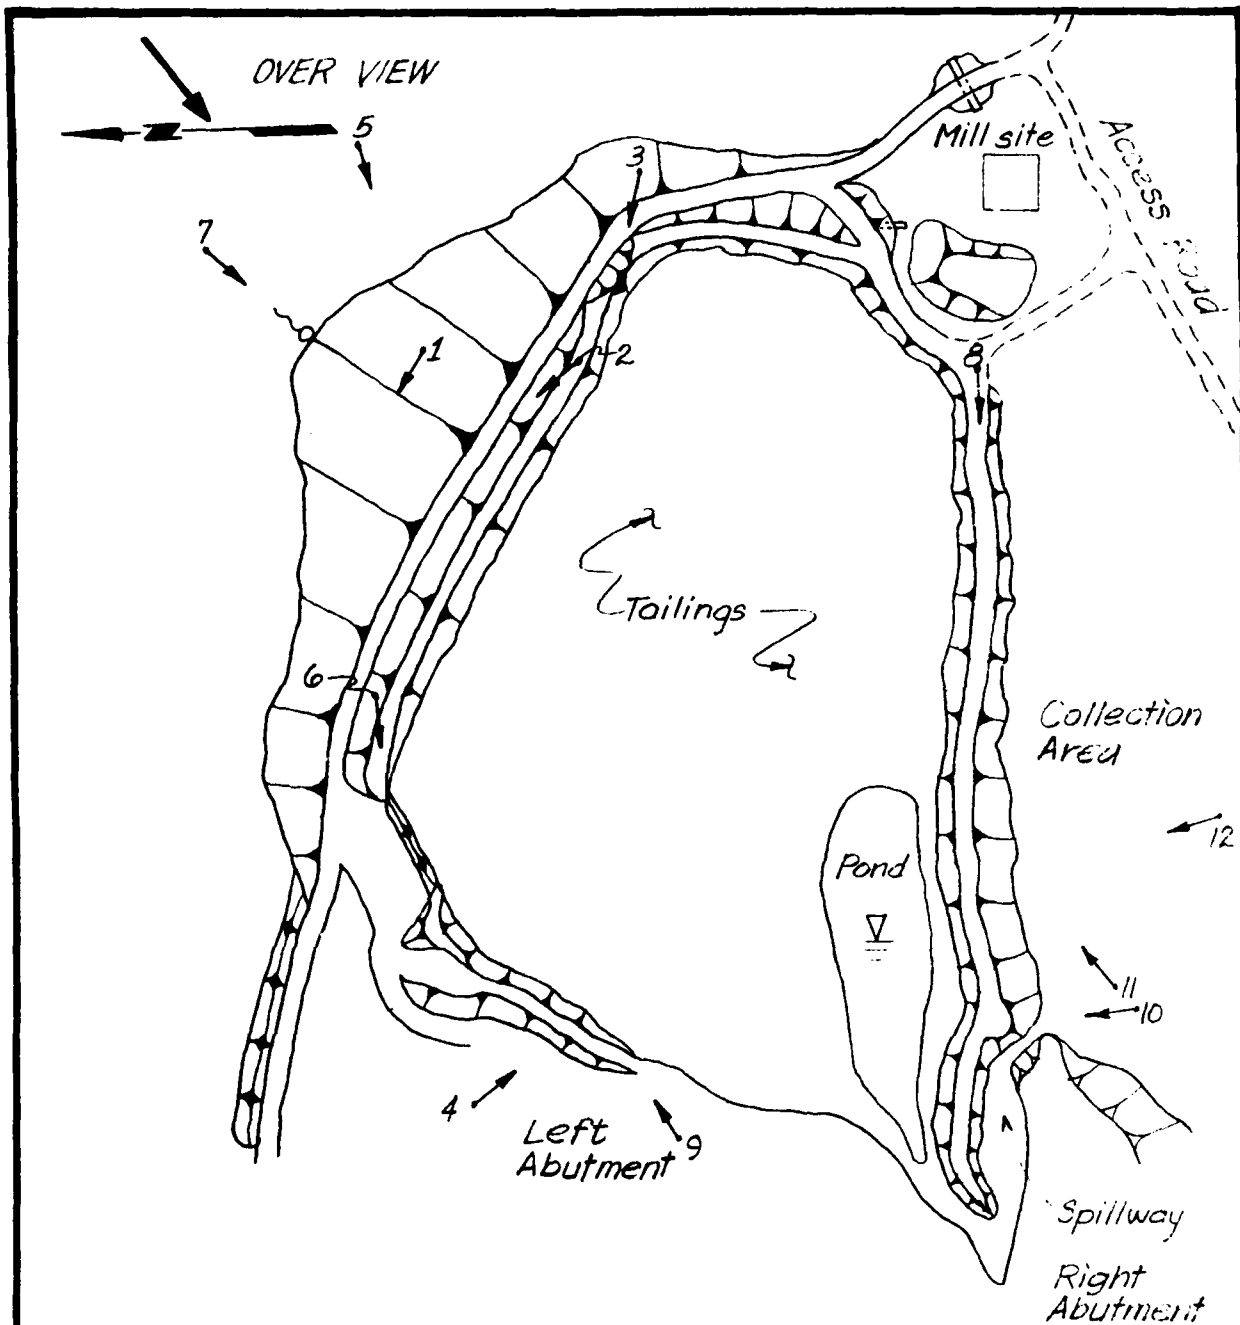 OVER VIEW
N
5
3
Mill site
Access Road
7
1
2
8
Tailings
6
Collection
Area
12
Pond
11
10
4
Left
Abutment
9
Spillway
Right
Abutment